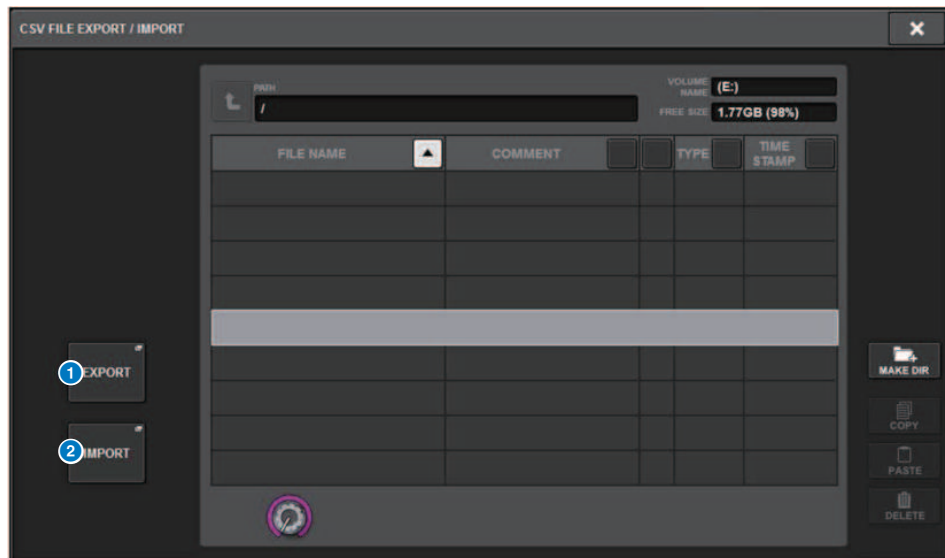 CSV FILE EXPORT / IMPORT
PATH
/
VOLUME NAME
(E:)
FREE SIZE
1.77GB (98%)
FILE NAME
COMMENT
TYPE
TIME STAMP
1
EXPORT
2
IMPORT
MAKE DIR
COPY
PASTE
DELETE